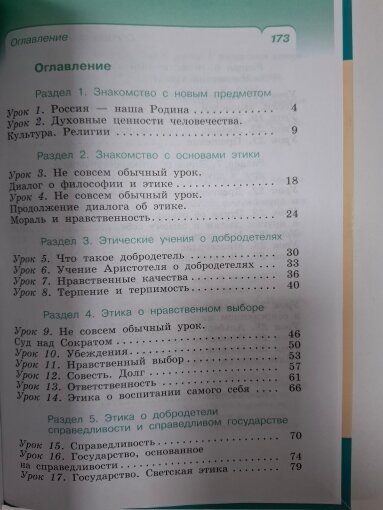 Оглавление 173
Оглавление
Раздел 1. Знакомство с новым предметом
Урок 1. Россия — наша Родина ............ 4
Урок 2. Духовные ценности человечества.
Культура. Религии ............ 9
Раздел 2. Знакомство с основами этики
Урок 3. Не совсем обычный урок.
Диалог о философии и этике ............ 18
Урок 4. Не совсем обычный урок.
Продолжение диалога об этике.
Мораль и нравственность ............ 24
Раздел 3. Этические учения о добродетелях
Урок 5. Что такое добродетель ............ 30
Урок 6. Учение Аристотеля о добродетелях ... 33
Урок 7. Нравственные качества ............ 36
Урок 8. Терпение и терпимость ............ 40
Раздел 4. Этика о нравственном выборе
Урок 9. Не совсем обычный урок.
Суд над Сократом ............ 46
Урок 10. Убеждения ............ 50
Урок 11. Нравственный выбор ............ 53
Урок 12. Совесть. Долг ............ 57
Урок 13. Ответственность ............ 61
Урок 14. Этика о воспитании самого себя .... 66
Раздел 5. Этика о добродетели
справедливости и справедливом государстве
Урок 15. Справедливость ............ 70
Урок 16. Государство, основанное
на справедливости ............ 74
Урок 17. Государство. Светская этика ....... 79